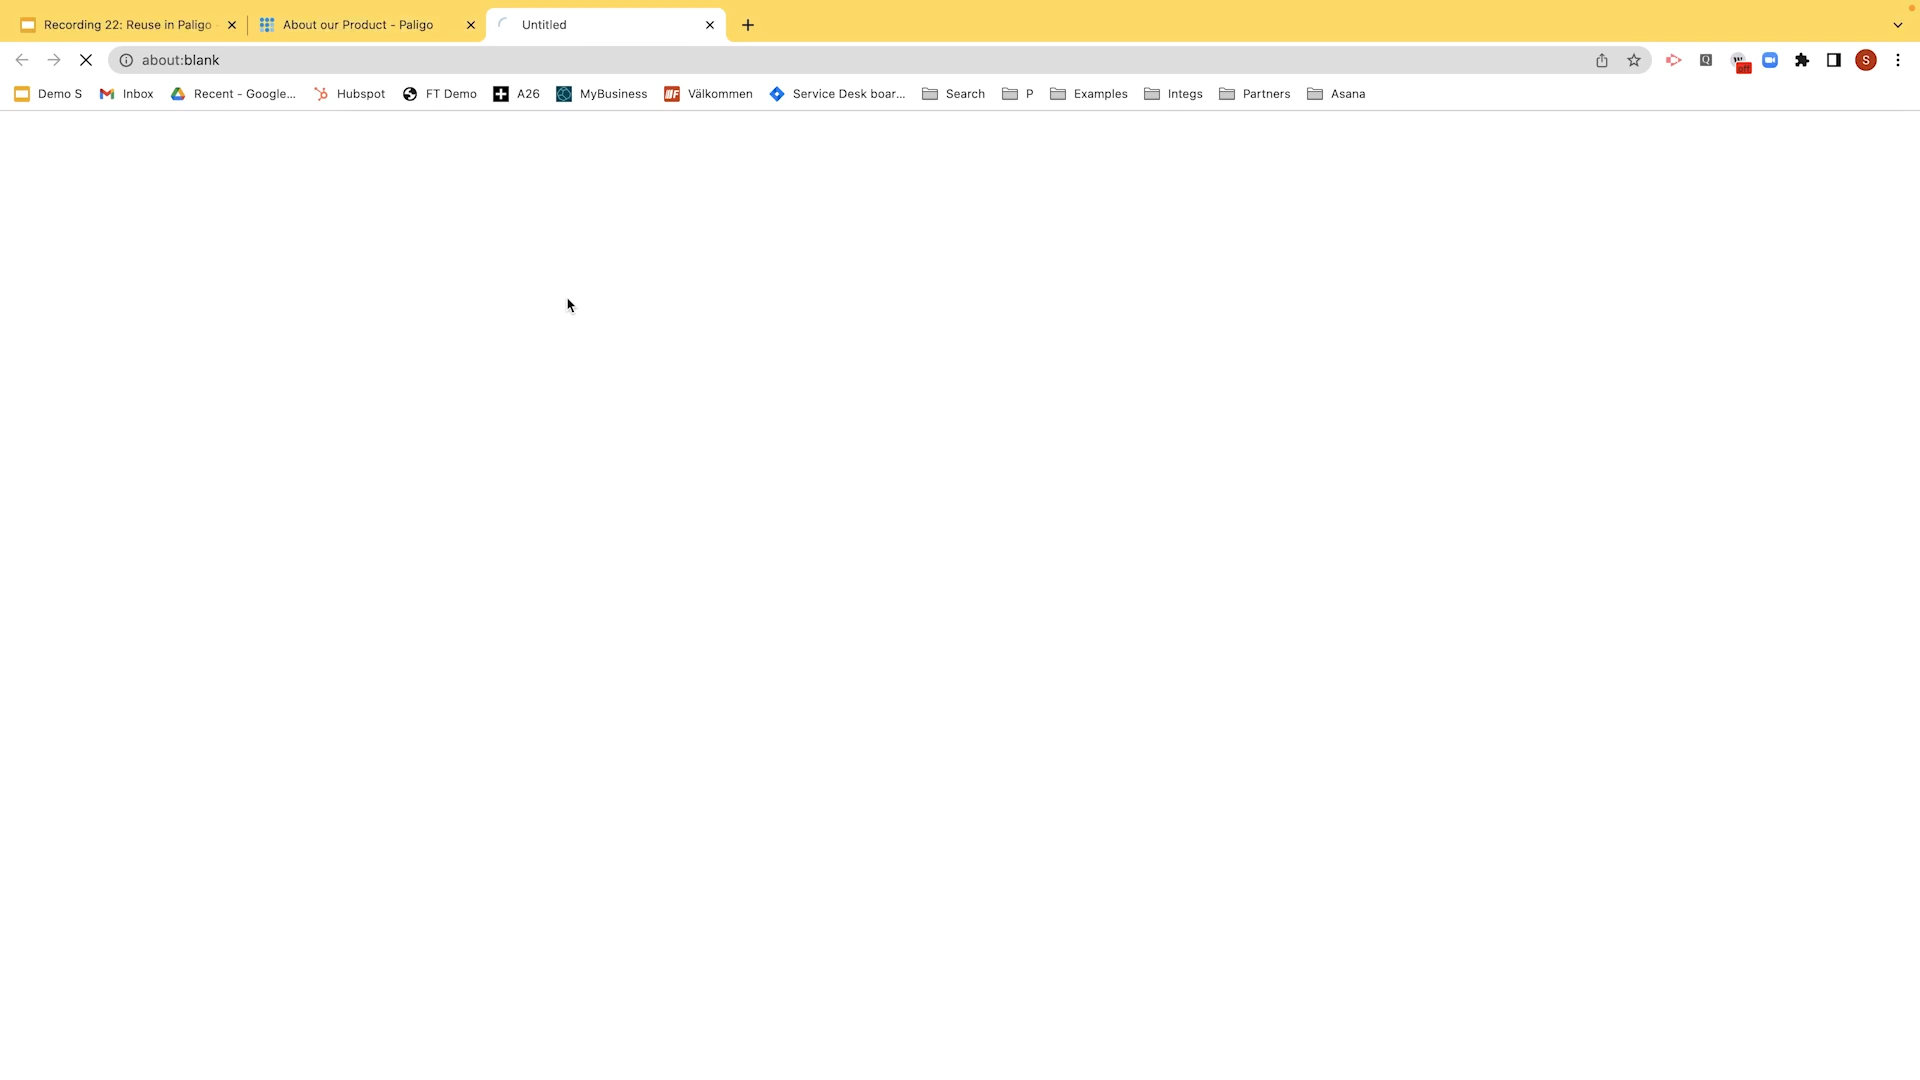 Recording 22: Reuse in Paligo
About our Product - Paligo
Untitled
about:blank
off
S
Demo S
Inbox
Recent - Google...
Hubspot
FT Demo
A26
MyBusiness
Välkommen
Service Desk boar...
Search
P
Examples
Integs
Partners
Asana